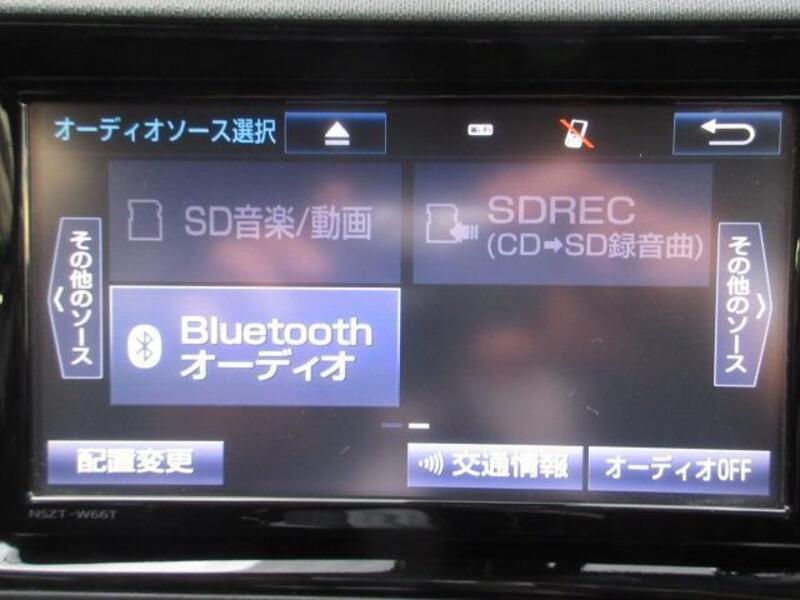 オーディオソース選択
Wi-Fi
SD音楽/動画
SDREC
(CD➡SD録音曲)
その他のソース
Bluetooth
オーディオ
その他のソース
配置変更
交通情報
オーディオOFF
NSZT-W66T